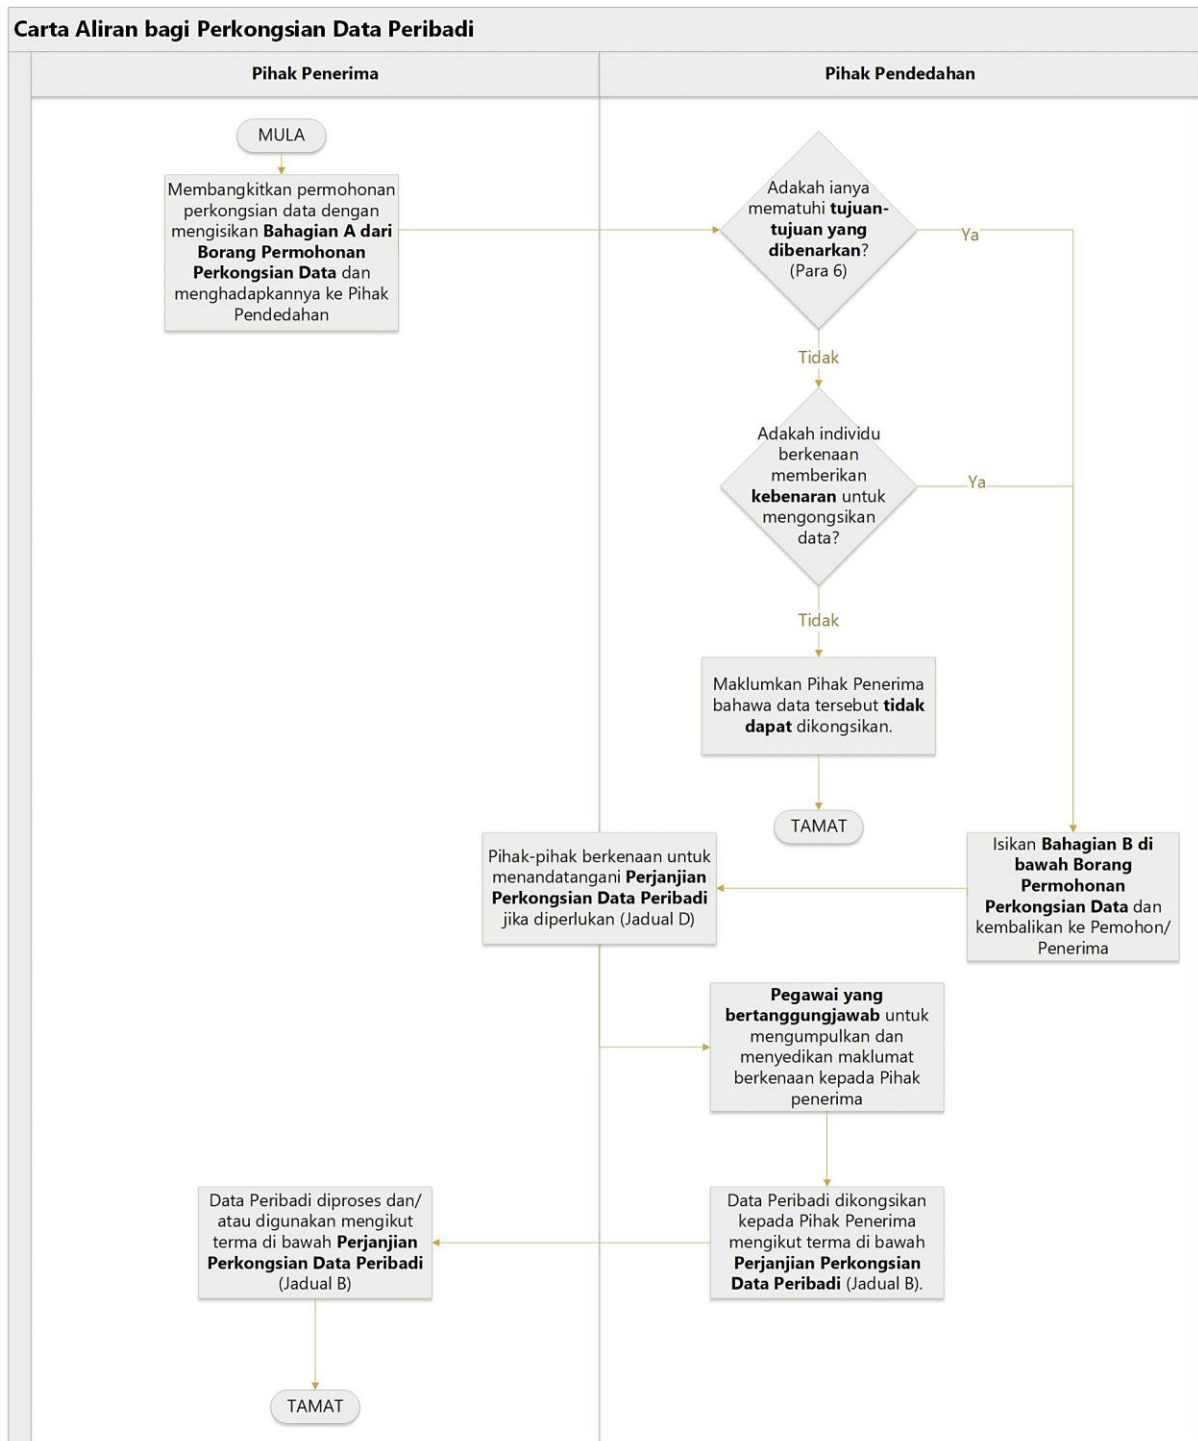 Carta Aliran bagi Perkongsian Data Peribadi
Pihak Penerima
Pihak Pendedahan
MULA
Membangkitkan permohonan
perkongsian data dengan
mengisikan Bahagian A dari
Borang Permohonan
Perkongsian Data dan
menghadapkannya ke Pihak
Pendedahan
Adakah ianya
mematuhi tujuan-
tujuan yang
dibenarkan?
(Para 6)
Ya
Tidak
Adakah individu
berkenaan
memberikan
kebenaran untuk
mengongsikan
data?
Ya
Tidak
Maklumkan Pihak Penerima
bahawa data tersebut tidak
dapat dikongsikan.
TAMAT
Isikan Bahagian B di
bawah Borang
Permohonan
Perkongsian Data dan
kembalikan ke Pemohon/
Penerima
Pihak-pihak berkenaan untuk
menandatangani Perjanjian
Perkongsian Data Peribadi
jika diperlukan (Jadual D)
Pegawai yang
bertanggungjawab untuk
mengumpulkan dan
menyedikan maklumat
berkenaan kepada Pihak
penerima
Data Peribadi dikongsikan
kepada Pihak Penerima
mengikut terma di bawah
Perjanjian Perkongsian
Data Peribadi (Jadual B).
Data Peribadi diproses dan/
atau digunakan mengikut
terma di bawah Perjanjian
Perkongsian Data Peribadi
(Jadual B)
TAMAT